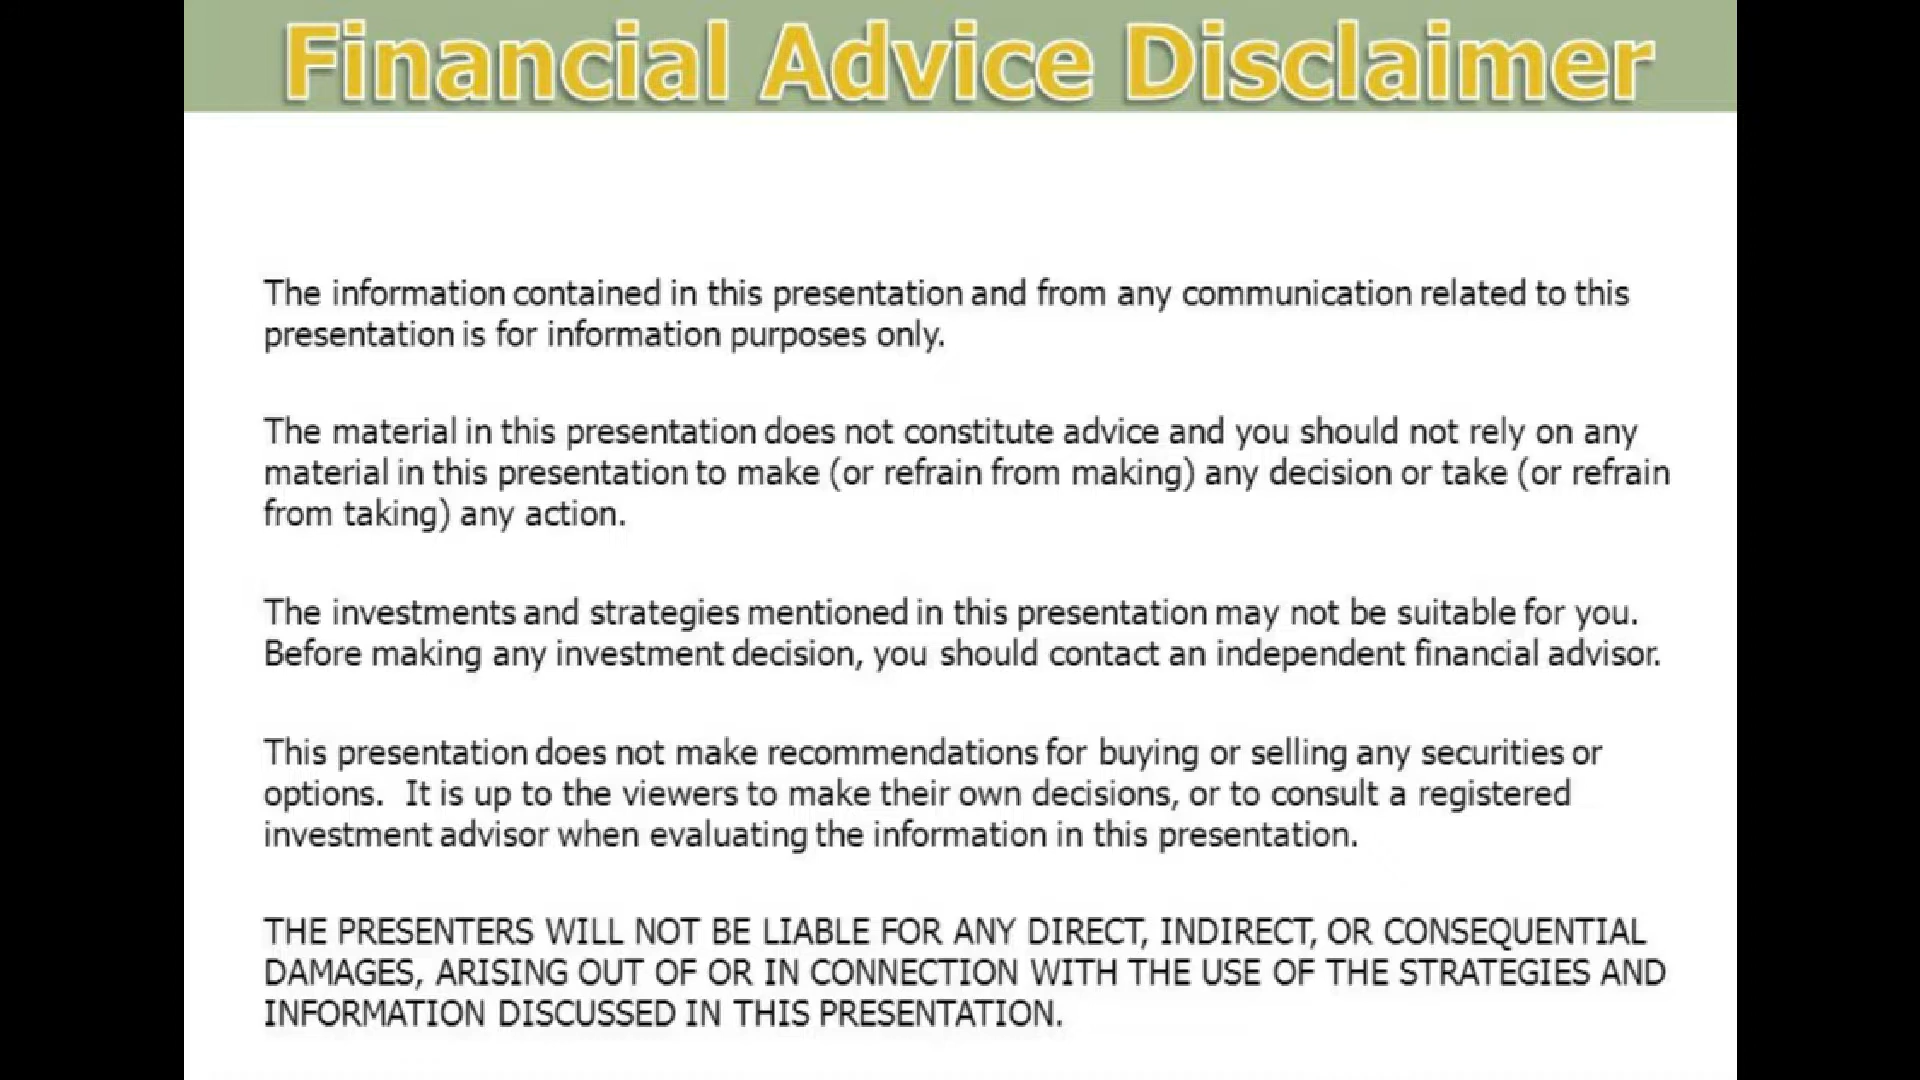 Financial Advice Disclaimer
The information contained in this presentation and from any communication related to this
presentation is for information purposes only.
The material in this presentation does not constitute advice and you should not rely on any
material in this presentation to make (or refrain from making) any decision or take (or refrain
from taking) any action.
The investments and strategies mentioned in this presentation may not be suitable for you.
Before making any investment decision, you should contact an independent financial advisor.
This presentation does not make recommendations for buying or selling any securities or
options.  It is up to the viewers to make their own decisions, or to consult a registered
investment advisor when evaluating the information in this presentation.
THE PRESENTERS WILL NOT BE LIABLE FOR ANY DIRECT, INDIRECT, OR CONSEQUENTIAL
DAMAGES, ARISING OUT OF OR IN CONNECTION WITH THE USE OF THE STRATEGIES AND
INFORMATION DISCUSSED IN THIS PRESENTATION.